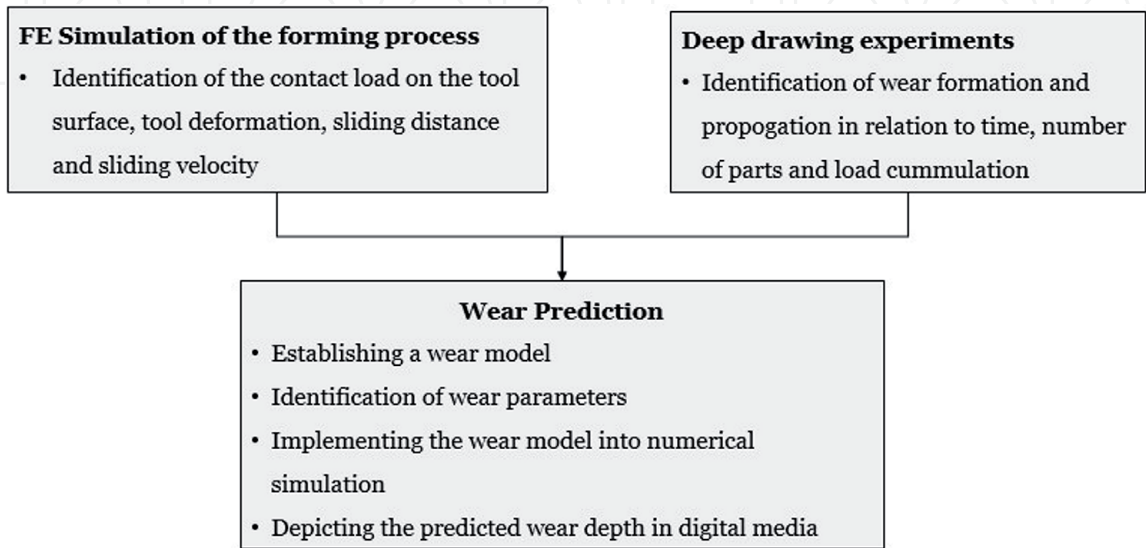 FE Simulation of the forming process
• Identification of the contact load on the tool
surface, tool deformation, sliding distance
and sliding velocity
Deep drawing experiments
• Identification of wear formation and
propogation in relation to time, number
of parts and load cummulation
Wear Prediction
• Establishing a wear model
• Identification of wear parameters
• Implementing the wear model into numerical
simulation
• Depicting the predicted wear depth in digital media